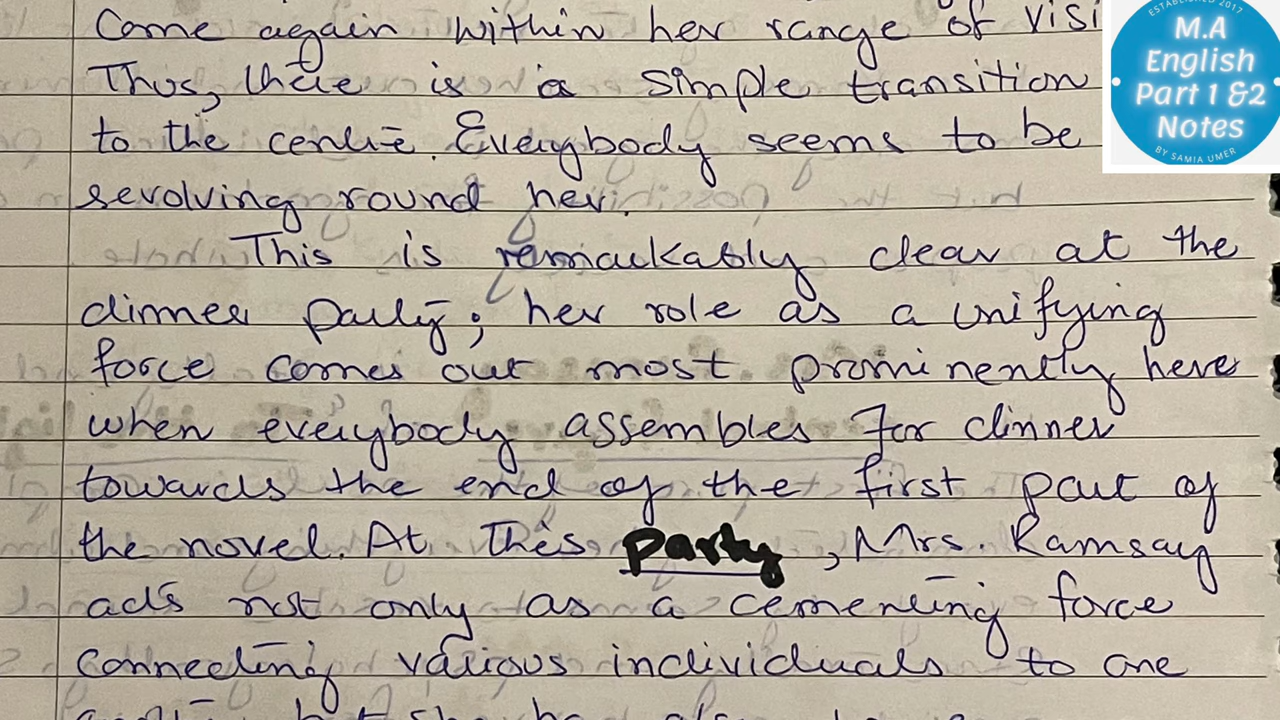 Come again within her range of visi
Thus, there is a simple transition
to the centre. Everybody seems to be
revolving round her.
This is remarkably clear at the
dinner party; her role as a unifying
force comes out most prominently here
when everybody assembles for dinner
towards the end of the first part of
the novel. At this party, Mrs. Ramsay
acts not only as a cementing force
connecting various individuals to one
but she
ESTABLISHED 2017
M.A
English
Part 1 &2
Notes
BY SAMIA UMER